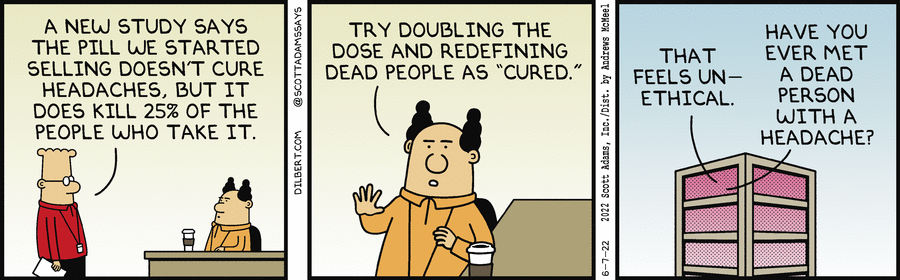 A NEW STUDY SAYS
THE PILL WE STARTED
SELLING DOESN'T CURE
HEADACHES, BUT IT
DOES KILL 25% OF THE
PEOPLE WHO TAKE IT.
DILBERT.COM @SCOTTADAMSSAYS
TRY DOUBLING THE
DOSE AND REDEFINING
DEAD PEOPLE AS "CURED."
6-7-22 2022 Scott Adams, Inc./Dist. by Andrews McMeel
THAT
FEELS UN-
ETHICAL.
HAVE YOU
EVER MET
A DEAD
PERSON
WITH A
HEADACHE?